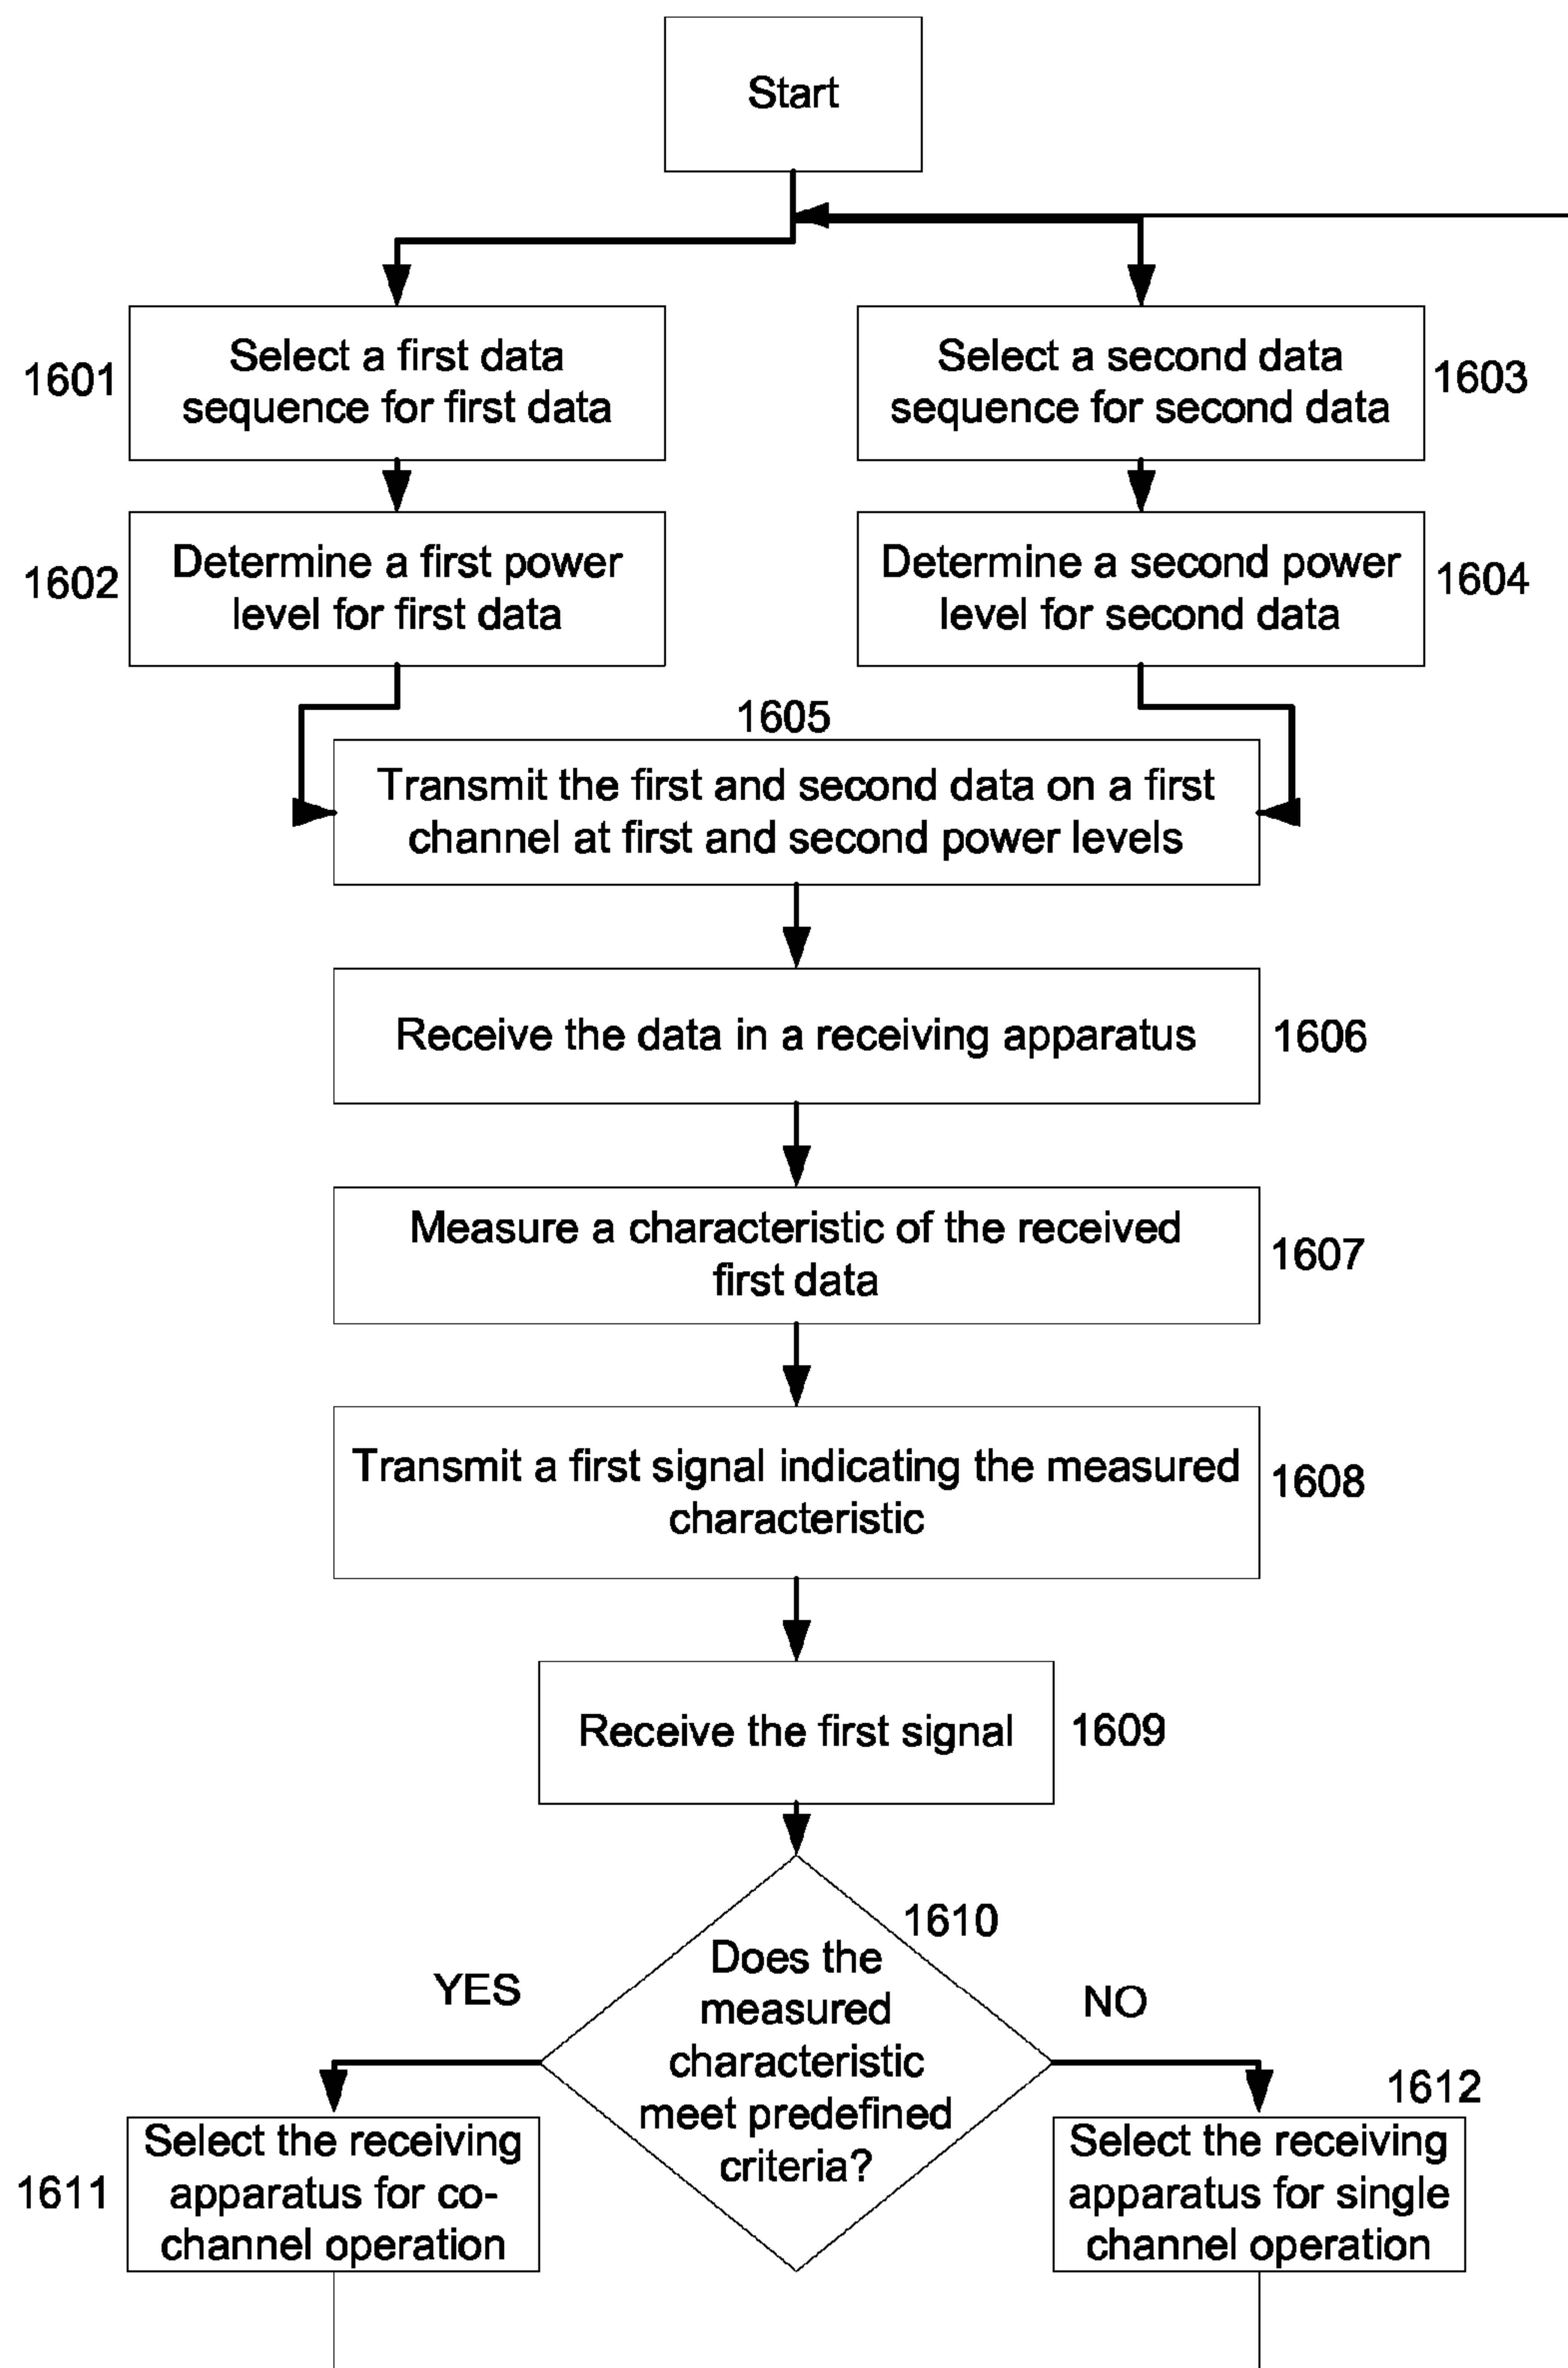 Start
1601
Select a first data
sequence for first data
Select a second data
sequence for second data
1603
1602
Determine a first power
level for first data
Determine a second power
level for second data
1604
1605
Transmit the first and second data on a first
channel at first and second power levels
Receive the data in a receiving apparatus
1606
Measure a characteristic of the received
first data
1607
Transmit a first signal indicating the measured
characteristic
1608
Receive the first signal
1609
1610
Does the
measured
characteristic
meet predefined
criteria?
YES
NO
1611
Select the receiving
apparatus for co-
channel operation
1612
Select the receiving
apparatus for single
channel operation